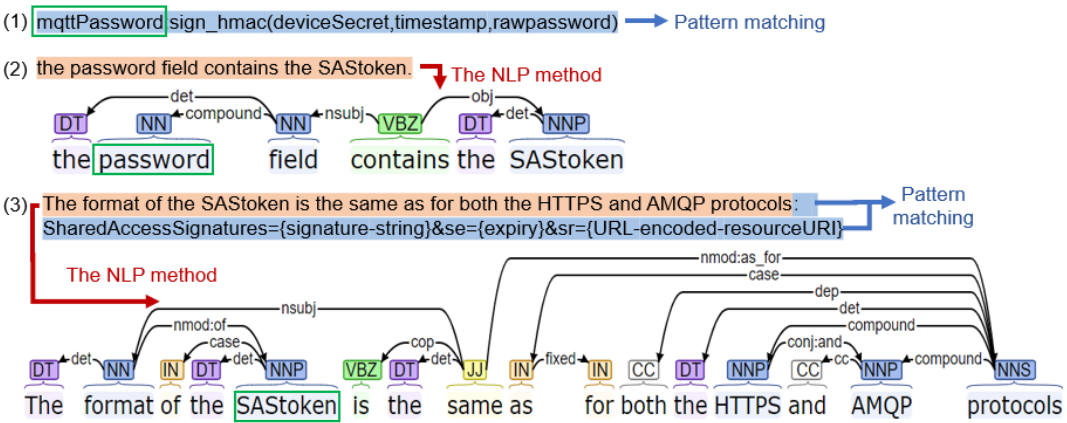 (1) mqttPassword:sign_hmac(deviceSecret,timestamp,rawpassword) Pattern matching
(2) the password field contains the SAStoken. The NLP method
det obj
compound nsubj det
DT NN NN VBZ DT NNP
the password field contains the SAStoken
(3) The format of the SAStoken is the same as for both the HTTPS and AMQP protocols: Pattern
SharedAccessSignatures={signature-string}&se={expiry}&sr={URL-encoded-resourceURI} matching
The NLP method
nmod:as_for
case
dep
nsubj det
nmod:of compound
case cop conj:and
det det det fixed cc compound
DT NN IN DT NNP VBZ DT JJ IN IN CC DT NNP CC NNP NNS
The format of the SAStoken is the same as for both the HTTPS and AMQP protocols